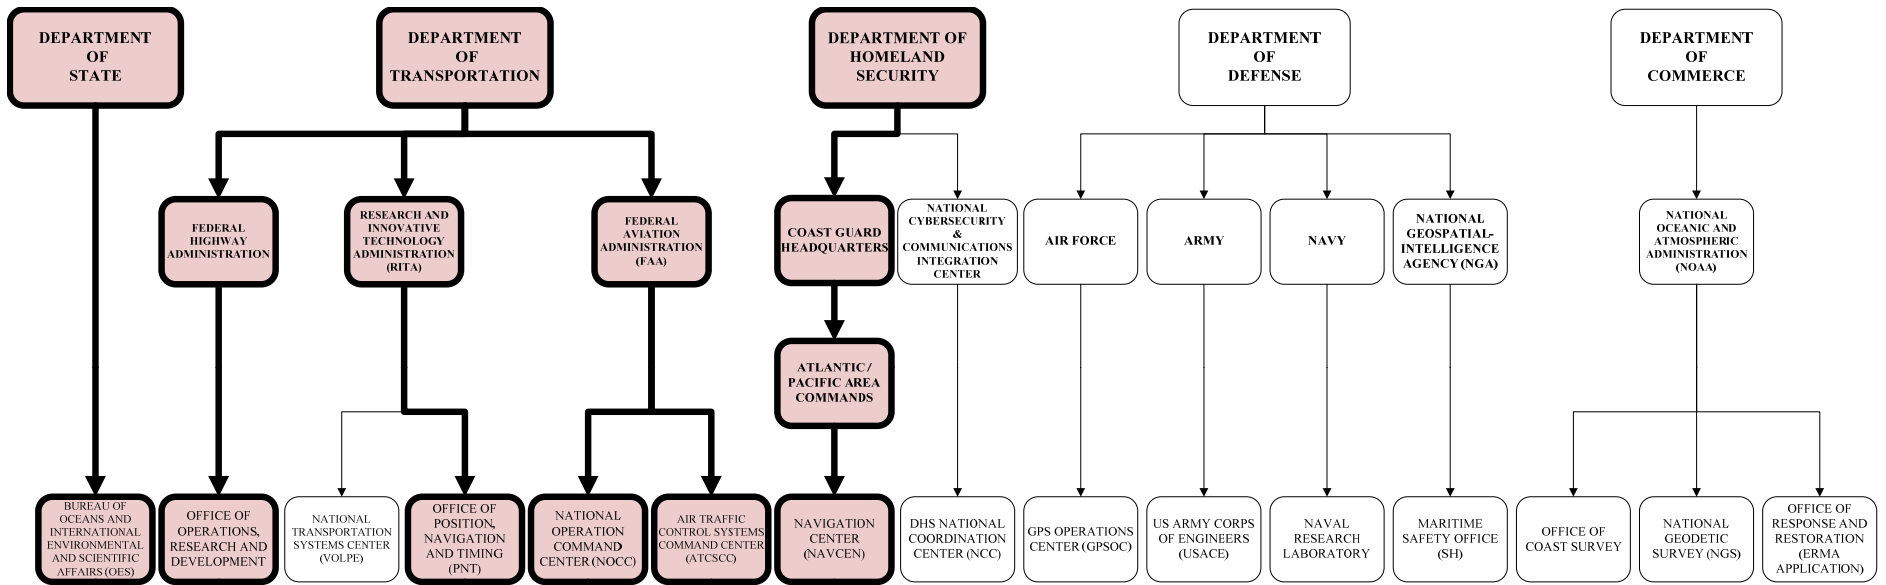 DEPARTMENT
OF
STATE
DEPARTMENT
OF
TRANSPORTATION
DEPARTMENT OF
HOMELAND
SECURITY
DEPARTMENT
OF
DEFENSE
DEPARTMENT
OF
COMMERCE
FEDERAL
HIGHWAY
ADMINISTRATION
RESEARCH AND
INNOVATIVE
TECHNOLOGY
ADMINISTRATION
(RITA)
FEDERAL
AVIATION
ADMINISTRATION
(FAA)
COAST GUARD
HEADQUARTERS
NATIONAL
CYBERSECURITY
&
COMMUNICATIONS
INTEGRATION
CENTER
AIR FORCE
ARMY
NAVY
NATIONAL
GEOSPATIAL-
INTELLIGENCE
AGENCY (NGA)
NATIONAL
OCEANIC AND
ATMOSPHERIC
ADMINISTRATION
(NOAA)
ATLANTIC /
PACIFIC AREA
COMMANDS
BUREAU OF
OCEANS AND
INTERNATIONAL
ENVIRONMENTAL
AND SCIENTIFIC
AFFAIRS (OES)
OFFICE OF
OPERATIONS,
RESEARCH AND
DEVELOPMENT
NATIONAL
TRANSPORTATION
SYSTEMS CENTER
(VOLPE)
OFFICE OF
POSITION,
NAVIGATION
AND TIMING
(PNT)
NATIONAL
OPERATION
COMMAND
CENTER (NOCC)
AIR TRAFFIC
CONTROL SYSTEMS
COMMAND CENTER
(ATCSCC)
NAVIGATION
CENTER
(NAVCEN)
DHS NATIONAL
COORDINATION
CENTER (NCC)
GPS OPERATIONS
CENTER (GPSOC)
US ARMY CORPS
OF ENGINEERS
(USACE)
NAVAL
RESEARCH
LABORATORY
MARITIME
SAFETY OFFICE
(SH)
OFFICE OF
COAST SURVEY
NATIONAL
GEODETIC
SURVEY (NGS)
OFFICE OF
RESPONSE AND
RESTORATION
(ERMA
APPLICATION)